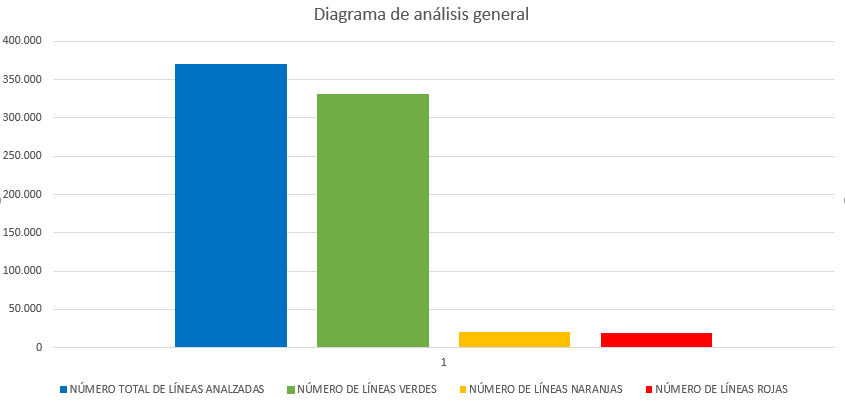 Diagrama de análisis general
400.000
350.000
300.000
250.000
200.000
150.000
100.000
50.000
0
1
NÚMERO TOTAL DE LÍNEAS ANALZADAS
NÚMERO DE LÍNEAS VERDES
NÚMERO DE LÍNEAS NARANJAS
NÚMERO DE LÍNEAS ROJAS